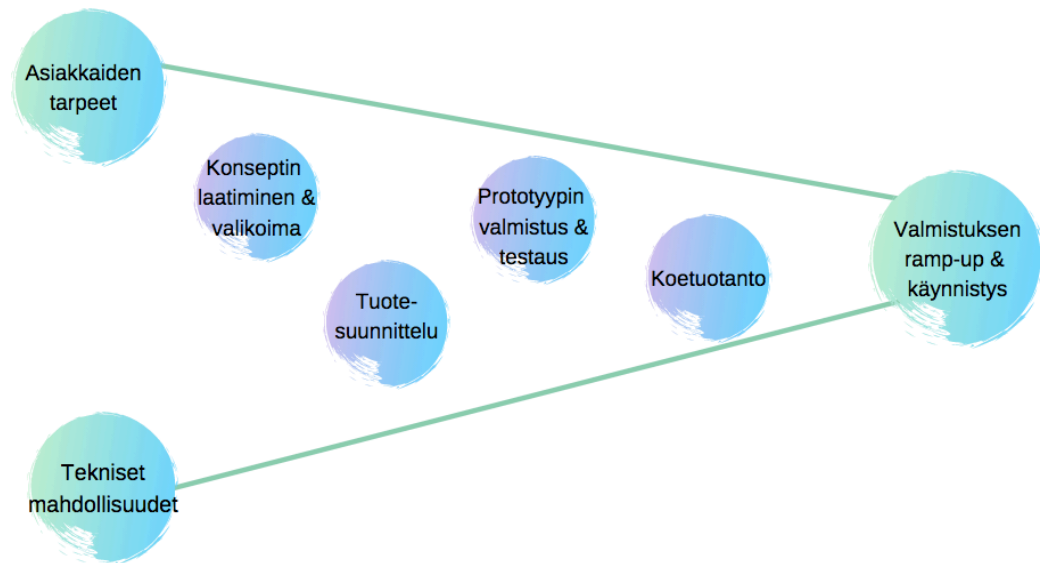 Asiakkaiden
tarpeet
Konseptin
laatiminen &
valikoima
Prototyypin
valmistus &
testaus
Valmistuksen
ramp-up &
käynnistys
Koetuotanto
Tuote-
suunnittelu
Tekniset
mahdollisuudet